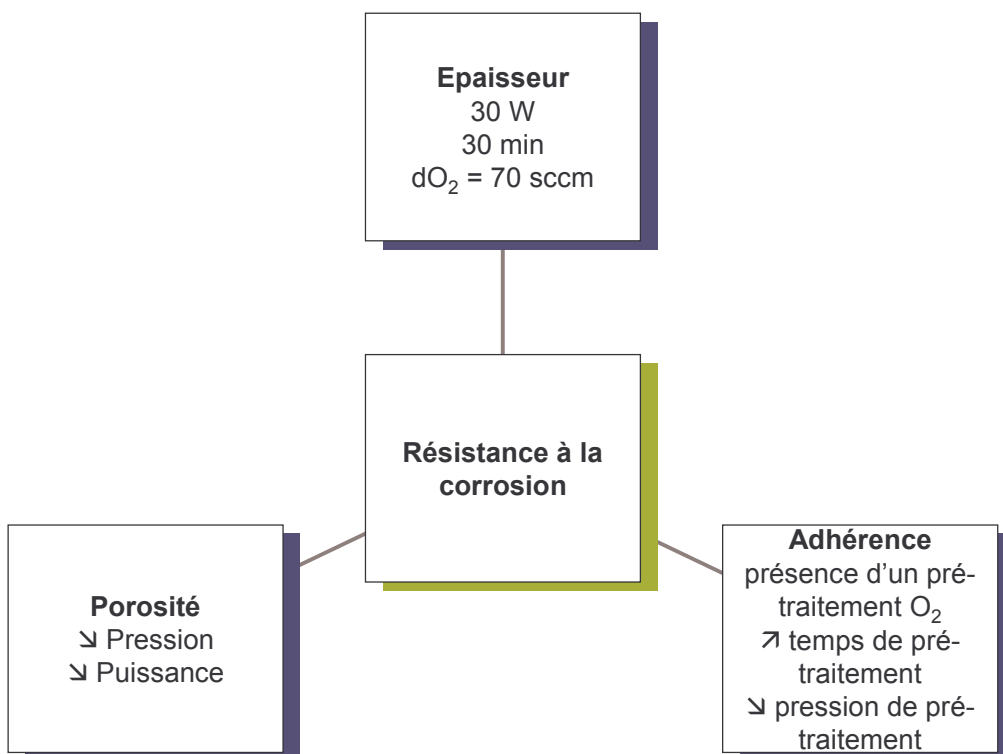 Epaisseur
30 W
30 min
dO₂ = 70 sccm
Résistance à la
corrosion
Porosité
↘ Pression
↘ Puissance
Adhérence
présence d’un pré-
traitement O₂
↗ temps de pré-
traitement
↘ pression de pré-
traitement